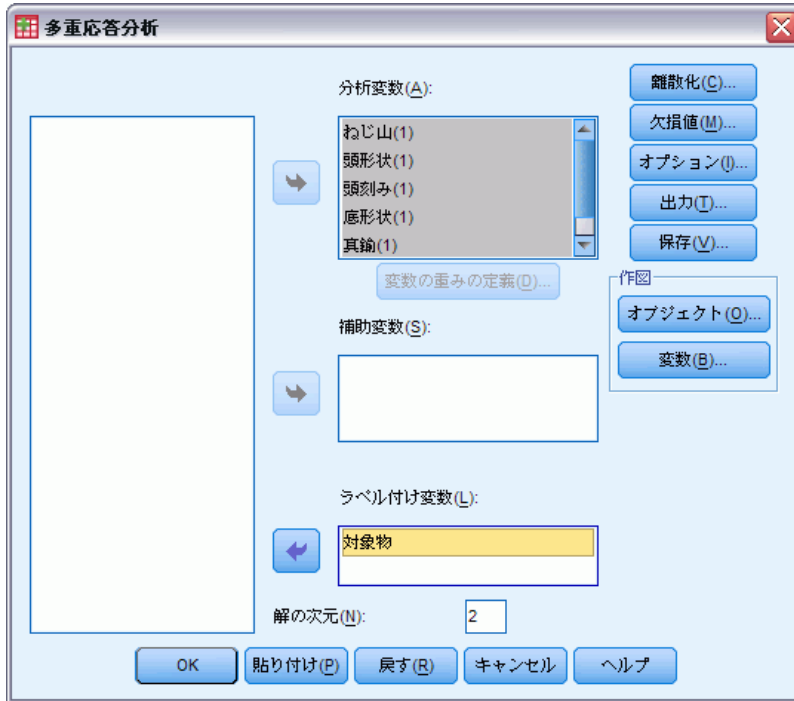 多重応答分析
分析変数(A):
ねじ山(1)
頭形状(1)
頭刻み(1)
底形状(1)
真鍮(1)
変数の重みの定義(D)...
補助変数(S):
ラベル付け変数(L):
対象物
解の次元(N):
2
離散化(C)...
欠損値(M)...
オプション(I)...
出力(T)...
保存(V)...
作図
オブジェクト(O)...
変数(B)...
OK
貼り付け(P)
戻す(R)
キャンセル
ヘルプ